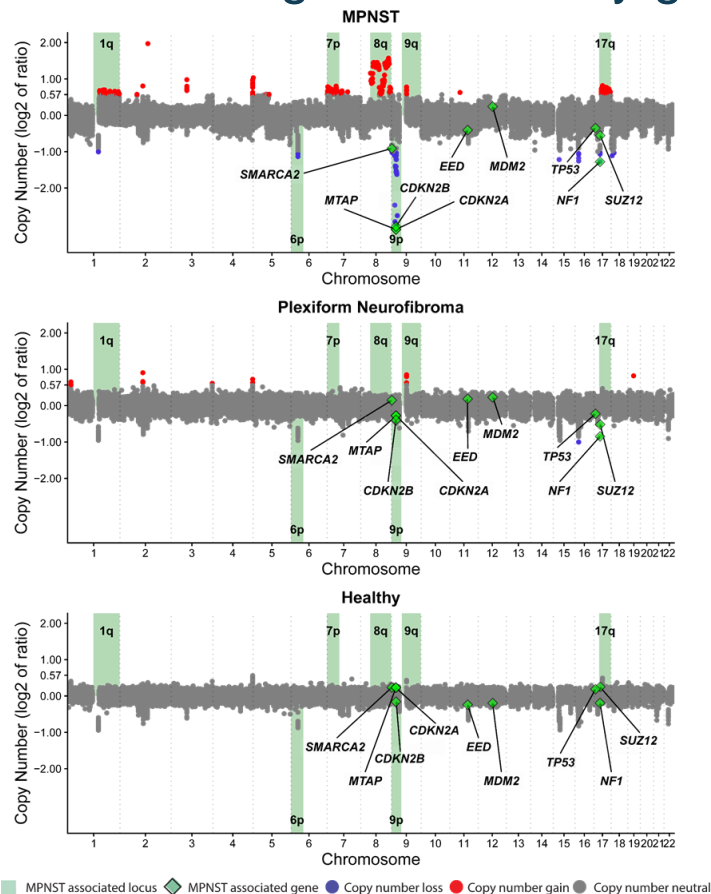 MPNST
Copy Number (log2 of ratio)
2.00
1.00
0.57
0.00
−1.00
−2.00
1q
7p
8q
9q
17q
6p
9p
SMARCA2
MTAP
CDKN2B
CDKN2A
EED
MDM2
TP53
NF1
SUZ12
1 2 3 4 5 6 7 8 9 10 11 12 13 14 15 16 17 18 19 20 21 22
Chromosome
Plexiform Neurofibroma
Copy Number (log2 of ratio)
2.00
1.00
0.57
0.00
−1.00
−2.00
1q
7p
8q
9q
17q
6p
9p
SMARCA2
MTAP
CDKN2B
CDKN2A
EED
MDM2
TP53
NF1
SUZ12
1 2 3 4 5 6 7 8 9 10 11 12 13 14 15 16 17 18 19 20 21 22
Chromosome
Healthy
Copy Number (log2 of ratio)
2.00
1.00
0.57
0.00
−1.00
−2.00
1q
7p
8q
9q
17q
6p
9p
SMARCA2
MTAP
CDKN2B
CDKN2A
EED
MDM2
TP53
NF1
SUZ12
1 2 3 4 5 6 7 8 9 10 11 12 13 14 15 16 17 18 19 20 21 22
Chromosome
MPNST associated locus MPNST associated gene Copy number loss Copy number gain Copy number neutral